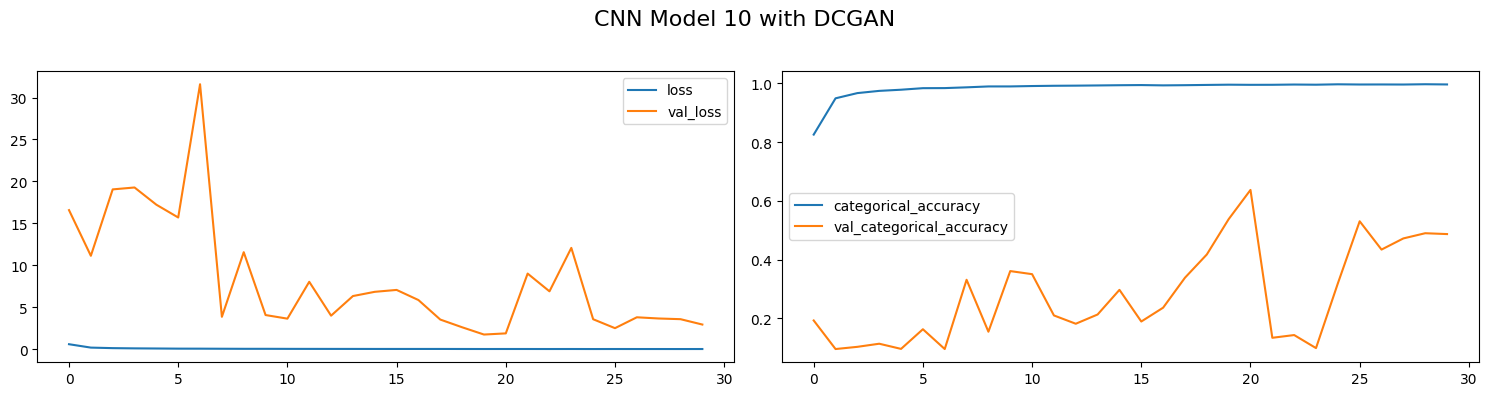 CNN Model 10 with DCGAN
loss
val_loss
30
25
20
15
10
5
0
0 5 10 15 20 25 30
categorical_accuracy
val_categorical_accuracy
1.0
0.8
0.6
0.4
0.2
0 5 10 15 20 25 30